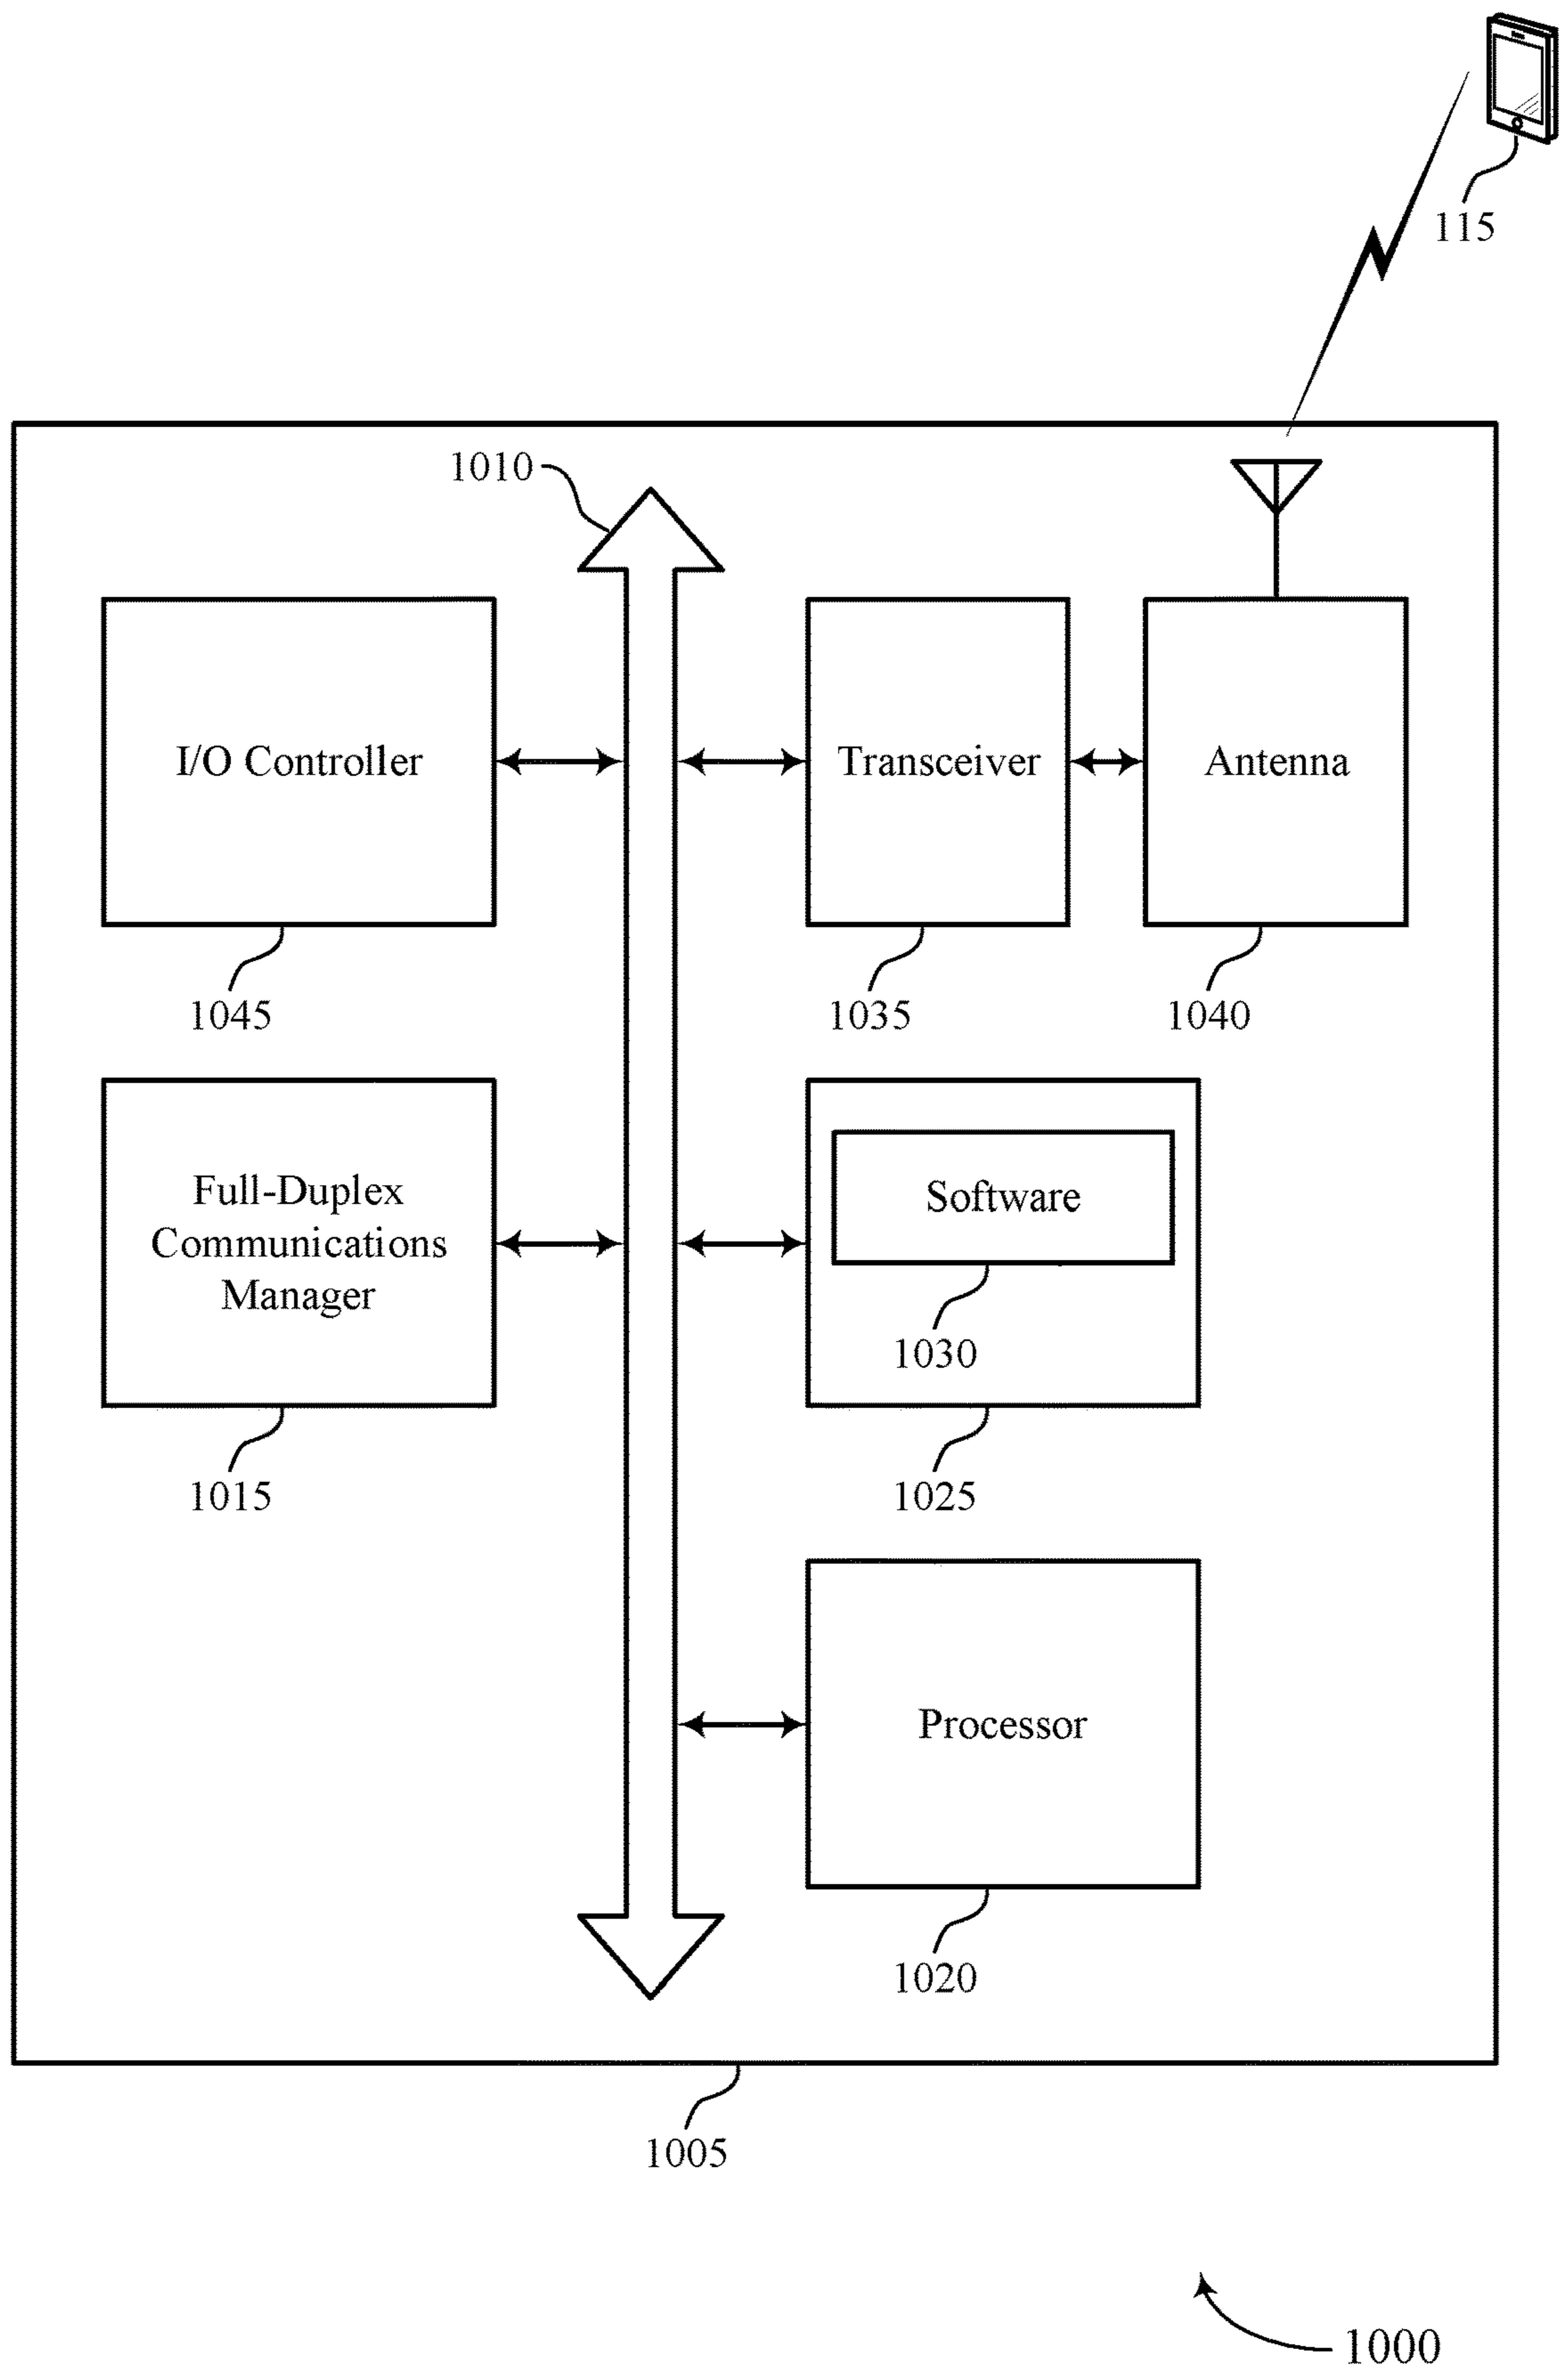 115
1010
I/O Controller
Transceiver
Antenna
1045
1035
1040
Full-Duplex
Communications
Manager
Software
1030
1015
1025
Processor
1020
1005
1000